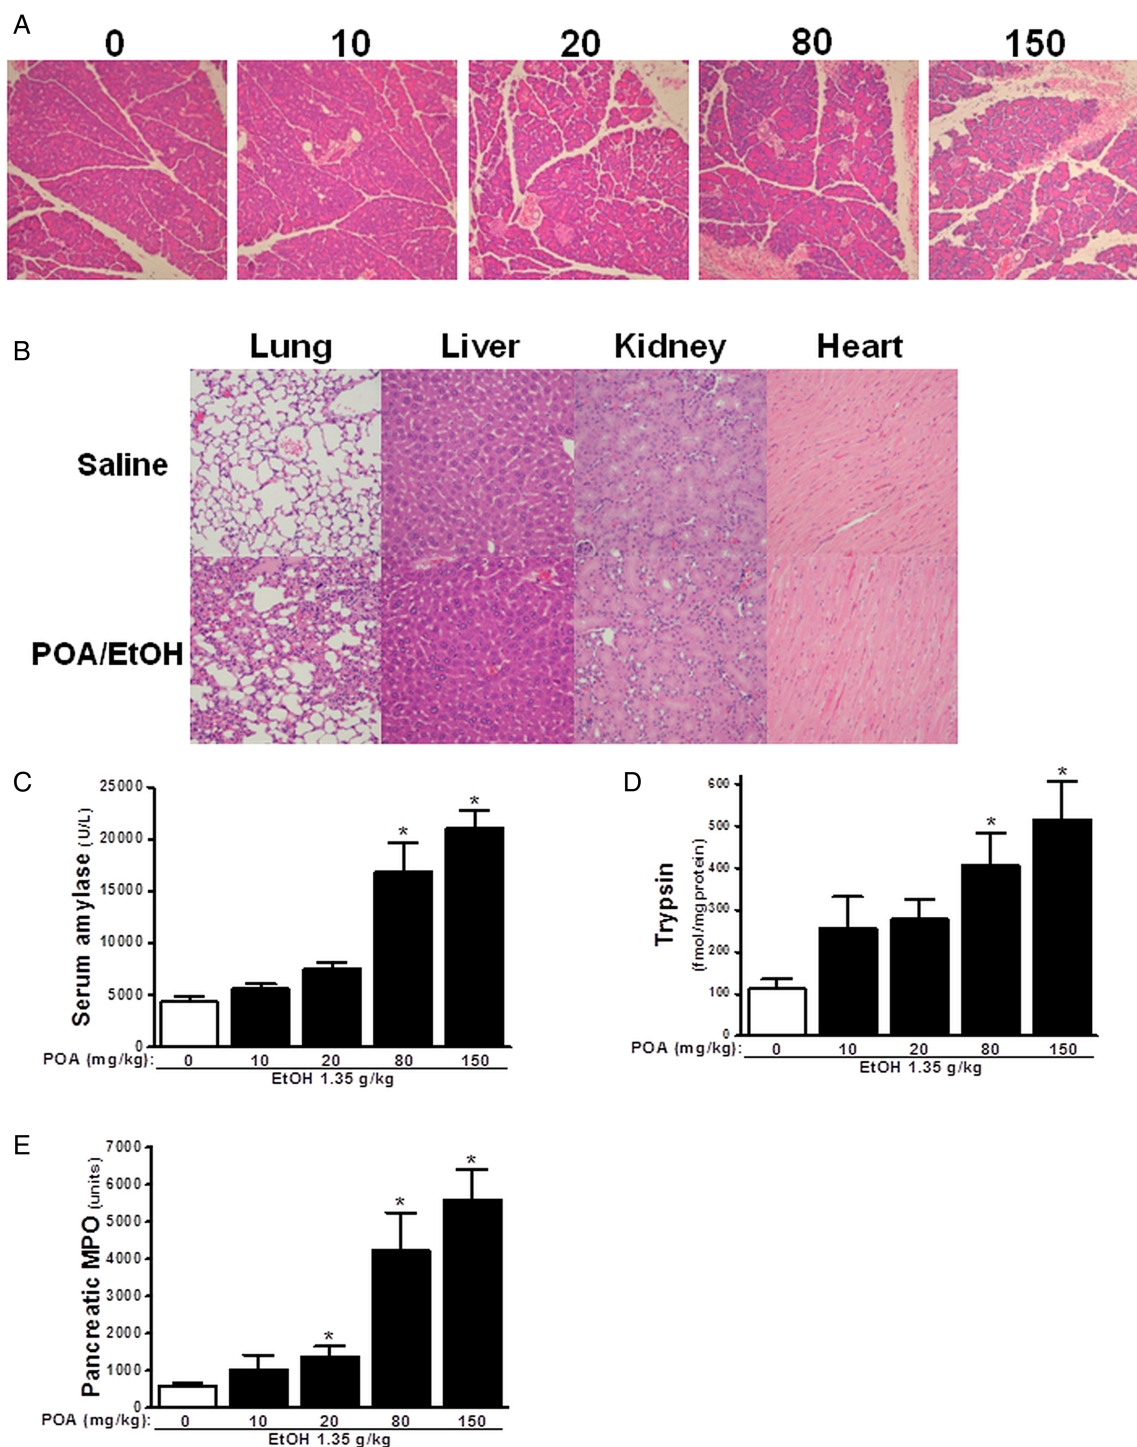 A
0 10 20 80 150
B
Lung Liver Kidney Heart
Saline
POA/EtOH
C
Serum amylase (U/L)
25000
20000
15000
10000
5000
0
* *
POA (mg/kg): 0 10 20 80 150
EtOH 1.35 g/kg
D
Trypsin
(fmol/mg protein)
600
500
400
300
200
100
0
* *
POA (mg/kg): 0 10 20 80 150
EtOH 1.35 g/kg
E
Pancreatic MPO (units)
7000
6000
5000
4000
3000
2000
1000
0
* * *
POA (mg/kg): 0 10 20 80 150
EtOH 1.35 g/kg